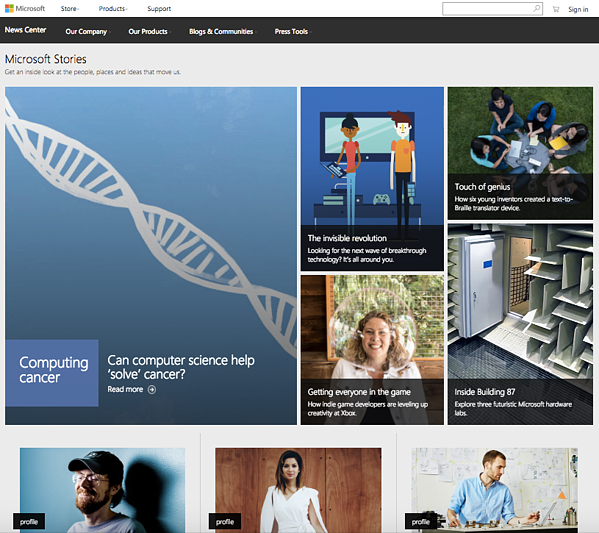 Microsoft Store Products Support Sign in
News Center Our Company Our Products Blogs & Communities Press Tools
Microsoft Stories
Get an inside look at the people, places and ideas that move us.
Computing
cancer
Can computer science help
‘solve’ cancer?
Read more
The invisible revolution
Looking for the next wave of breakthrough
technology? It's all around you.
Touch of genius
How six young inventors created a text-to-
Braille translator device.
Getting everyone in the game
How indie game developers are leveling up
creativity at Xbox.
Inside Building 87
Explore three futuristic Microsoft hardware
labs.
profile
profile
profile